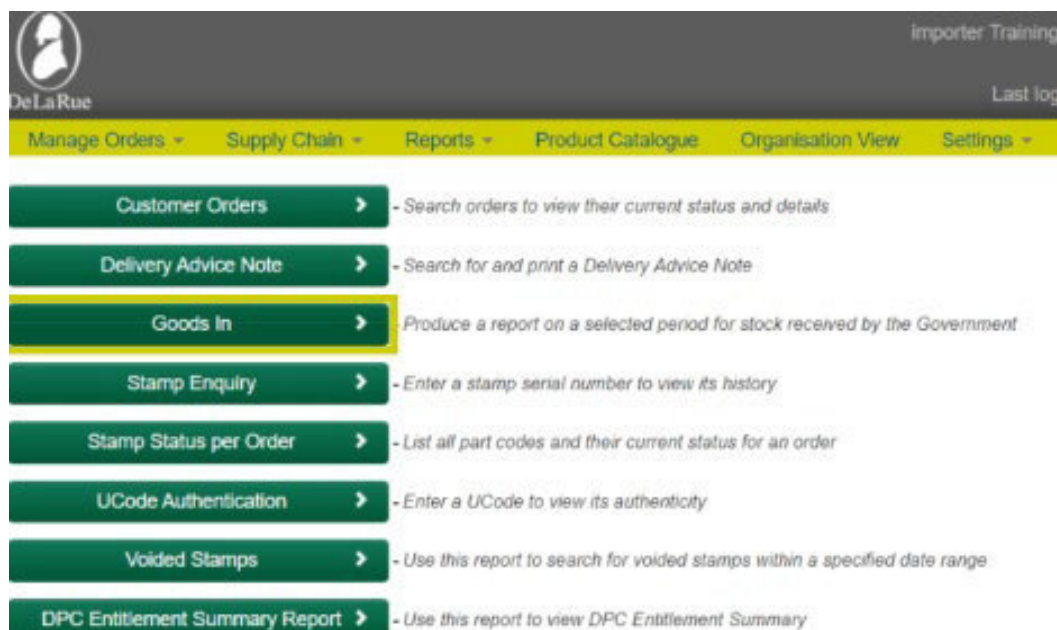 importer Training
DeLaRue
Last log
Manage Orders Supply Chain Reports Product Catalogue Organisation View Settings
Customer Orders - Search orders to view their current status and details
Delivery Advice Note - Search for and print a Delivery Advice Note
Goods In - Produce a report on a selected period for stock received by the Government
Stamp Enquiry - Enter a stamp serial number to view its history
Stamp Status per Order - List all part codes and their current status for an order
UCode Authentication - Enter a UCode to view its authenticity
Voided Stamps - Use this report to search for voided stamps within a specified date range
DPC Entitlement Summary Report - Use this report to view DPC Entitlement Summary